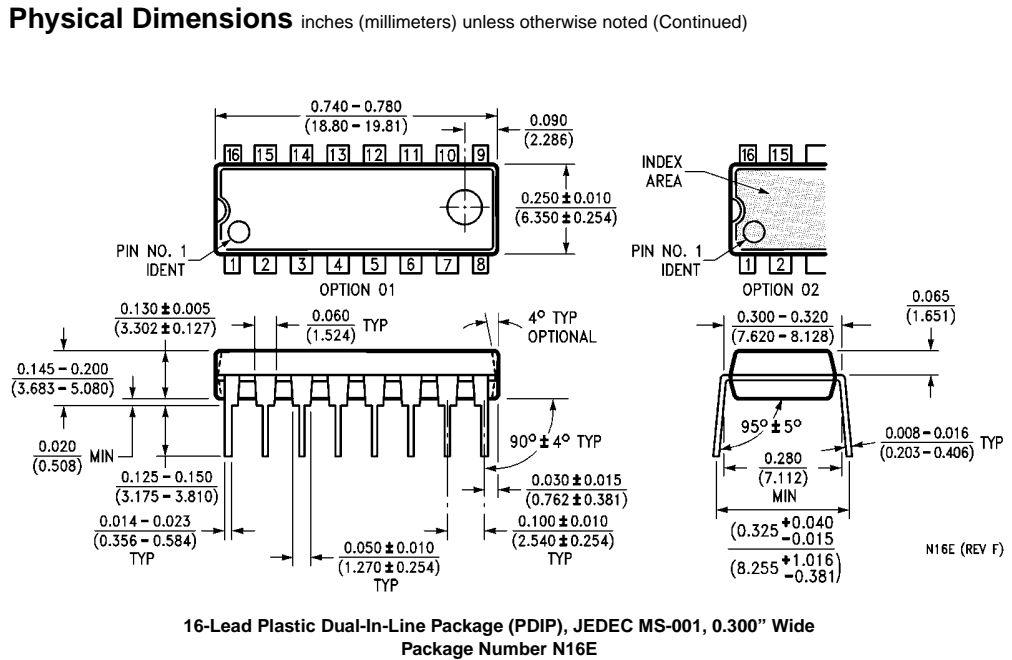 Physical Dimensions inches (millimeters) unless otherwise noted (Continued)
0.740 – 0.780
(18.80 – 19.81)
0.090
(2.286)
16 15 14 13 12 11 10 9
16 15
INDEX
AREA
0.250 ± 0.010
(6.350 ± 0.254)
PIN NO. 1
IDENT
PIN NO. 1
IDENT
1 2 3 4 5 6 7 8
1 2
OPTION 01
OPTION 02
0.130 ± 0.005
(3.302 ± 0.127)
0.060
(1.524)
TYP
4° TYP
OPTIONAL
0.300 – 0.320
(7.620 – 8.128)
0.065
(1.651)
0.145 – 0.200
(3.683 – 5.080)
0.020
(0.508)
MIN
0.125 – 0.150
(3.175 – 3.810)
90° ± 4° TYP
95° ± 5°
0.008 – 0.016
(0.203 – 0.406)
TYP
0.280
(7.112)
MIN
0.030 ± 0.015
(0.762 ± 0.381)
0.014 – 0.023
(0.356 – 0.584)
TYP
0.050 ± 0.010
(1.270 ± 0.254)
TYP
0.100 ± 0.010
(2.540 ± 0.254)
(0.325 +0.040
–0.015
(8.255 +1.016
–0.381)
N16E (REV F)
16-Lead Plastic Dual-In-Line Package (PDIP), JEDEC MS-001, 0.300” Wide
Package Number N16E